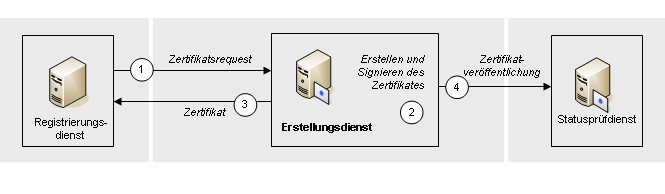 Registrierungs-
dienst
1
Zertifikatsrequest
3
Zertifikat
Erstellen und
Signieren des
Zertifikates
2
Erstellungsdienst
4
Zertifikat-
veröffentlichung
Statusprüfdienst